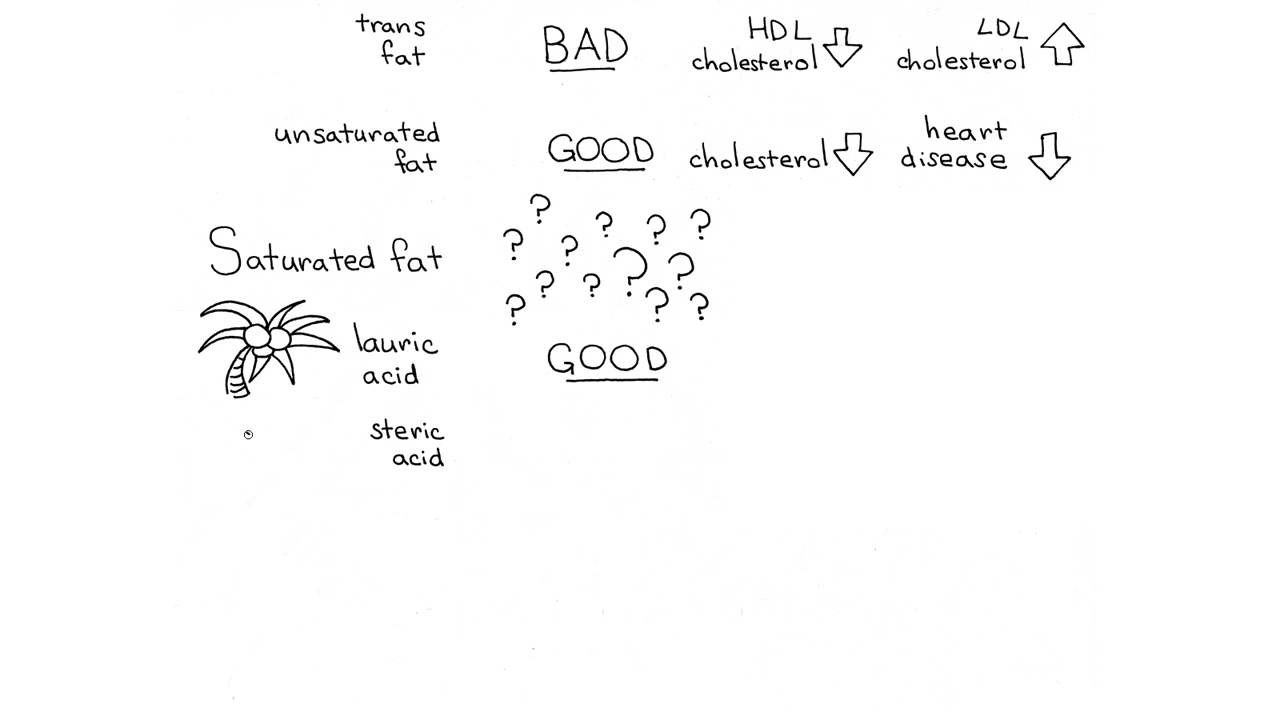 trans
fat
BAD
HDL
cholesterol
LDL
cholesterol
unsaturated
fat
GOOD
cholesterol
heart
disease
Saturated fat
? ? ? ? ? ? ? ? ? ? ? ? ? ?
lauric
acid
GOOD
steric
acid